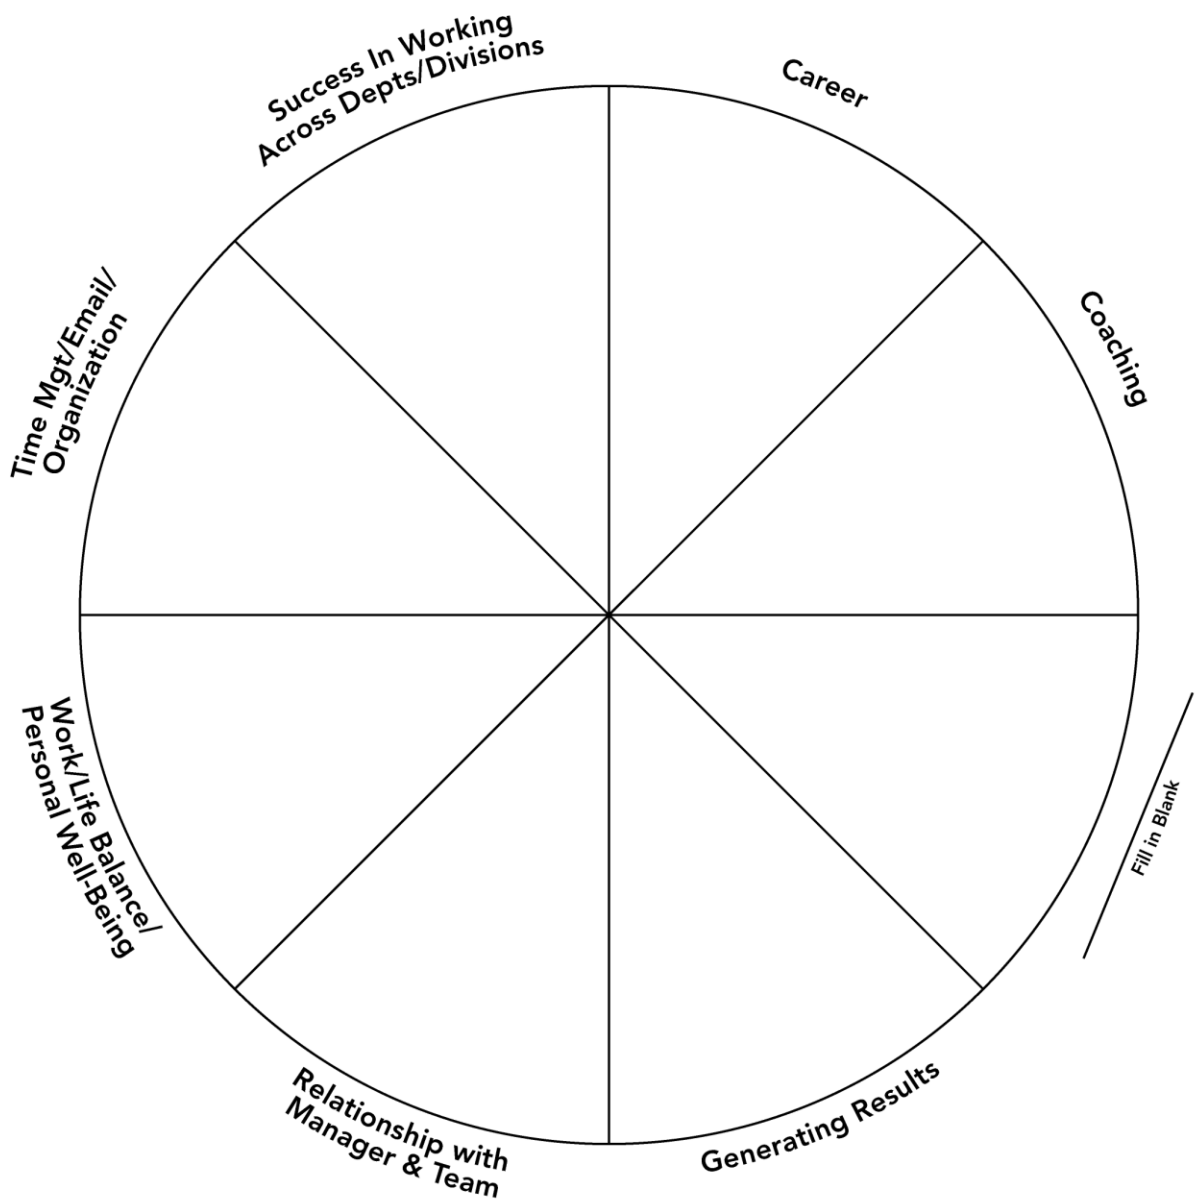 Success In Working
Across Depts/Divisions
Career
Coaching
Fill in Blank
Generating Results
Relationship with
Manager & Team
Work/Life Balance/
Personal Well-Being
Time Mgt/Email/
Organization